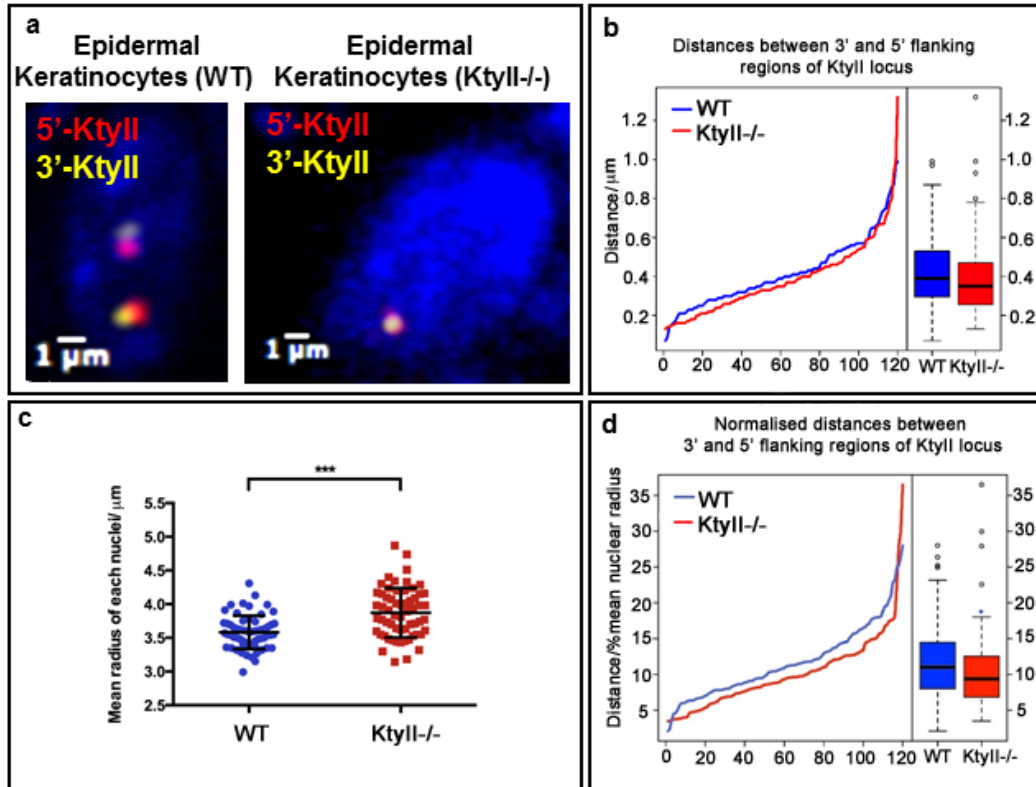 a
Epidermal
Keratinocytes (WT)
Epidermal
Keratinocytes (KtyII-/-)
5'-KtyII
3'-KtyII
1 µm
5'-KtyII
3'-KtyII
1 µm
b
Distances between 3' and 5' flanking
regions of KtyII locus
Distance/µm
1.2
1.0
0.8
0.6
0.4
0.2
WT
KtyII-/-
1.2
1.0
0.8
0.6
0.4
0.2
0 20 40 60 80 100 120
WT KtyII-/-
c
***
Mean radius of each nuclei/µm
5.5
5.0
4.5
4.0
3.5
3.0
2.5
WT KtyII-/-
d
Normalised distances between
3' and 5' flanking regions of KtyII locus
Distance/%mean nuclear radius
35
30
25
20
15
10
5
WT
KtyII-/-
35
30
25
20
15
10
5
0 20 40 60 80 100 120
WT KtyII-/-